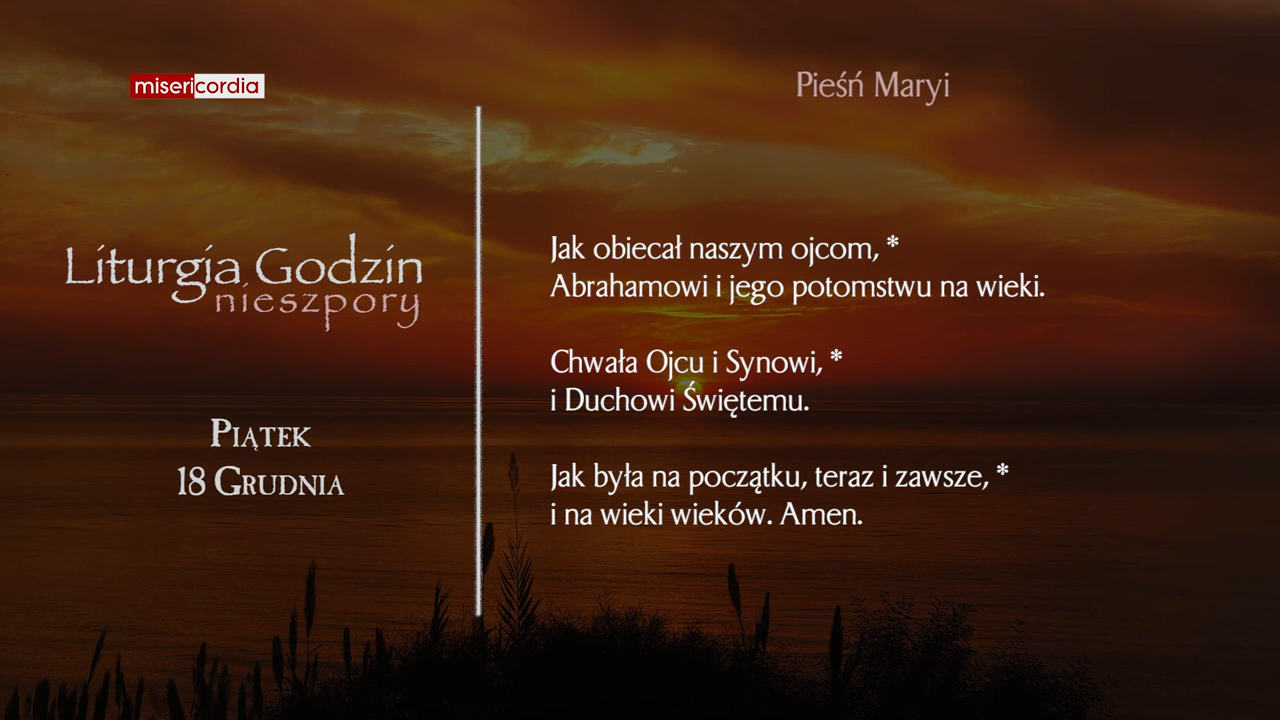 misericordia
Liturgia Godzin
nieszpory
Piątek
18 Grudnia
Pieśń Maryi
Jak obiecał naszym ojcom, *
Abrahamowi i jego potomstwu na wieki.
Chwała Ojcu i Synowi, *
i Duchowi Świętemu.
Jak była na początku, teraz i zawsze, *
i na wieki wieków. Amen.